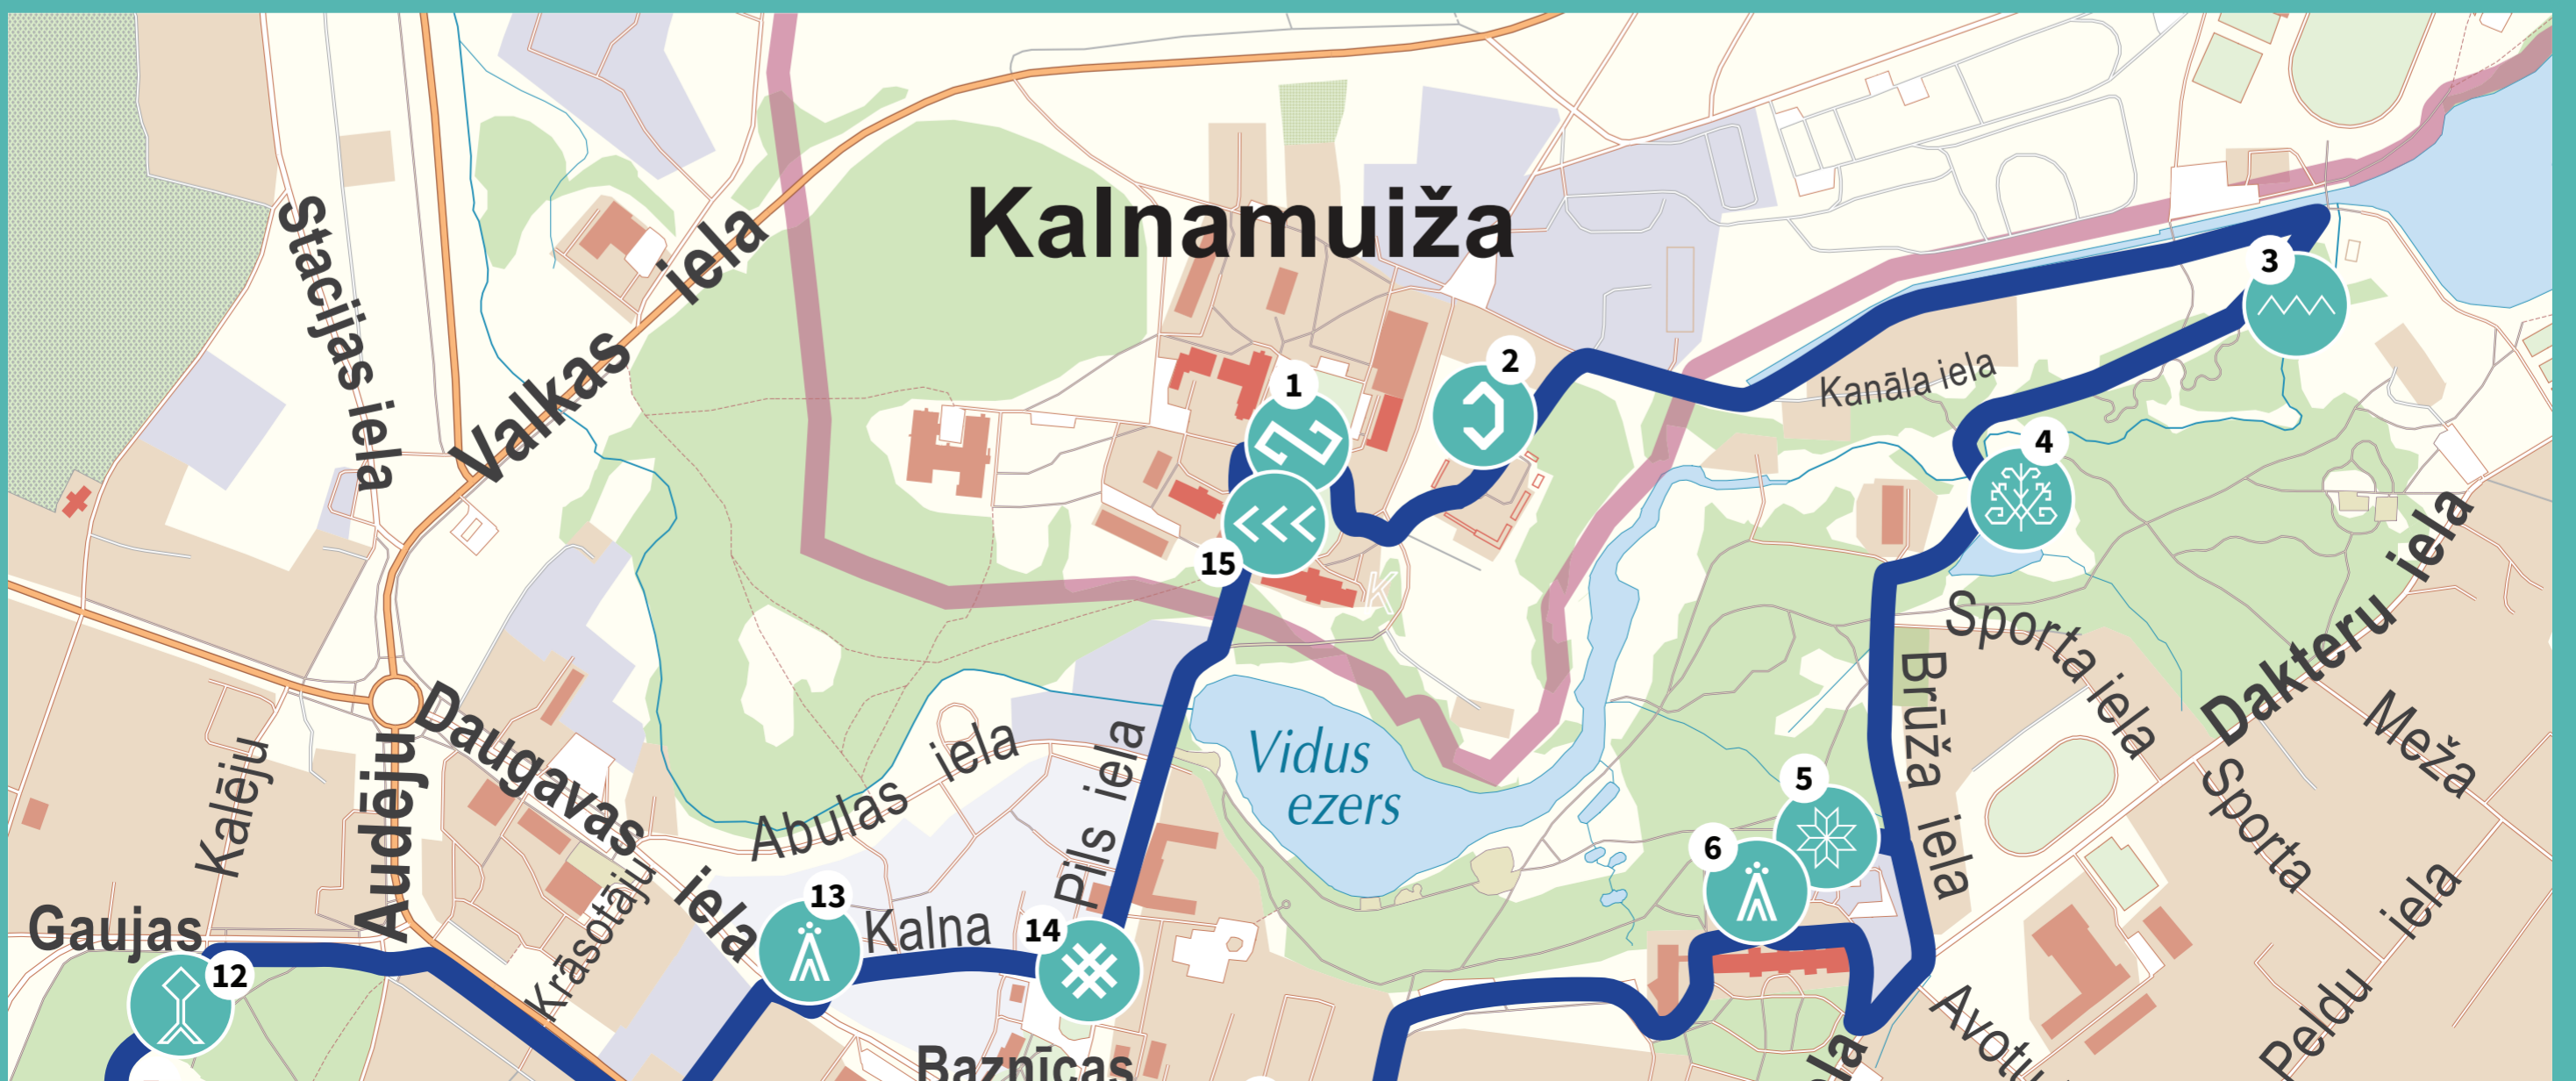 Kalnamuiža
Stacijas iela
Valkas iela
1
2
3
Kanāla iela
4
15
K
Sporta iela
Dakteru iela
Brūža iela
Meža
Sporta
Vidus
ezers
Daugavas iela
Audēju
Kalēju
Abulas iela
Pils iela
5
6
13
Kalna
14
Krāsotāju
Gaujas
12
Baznīcas
Avotu
Peldu iela